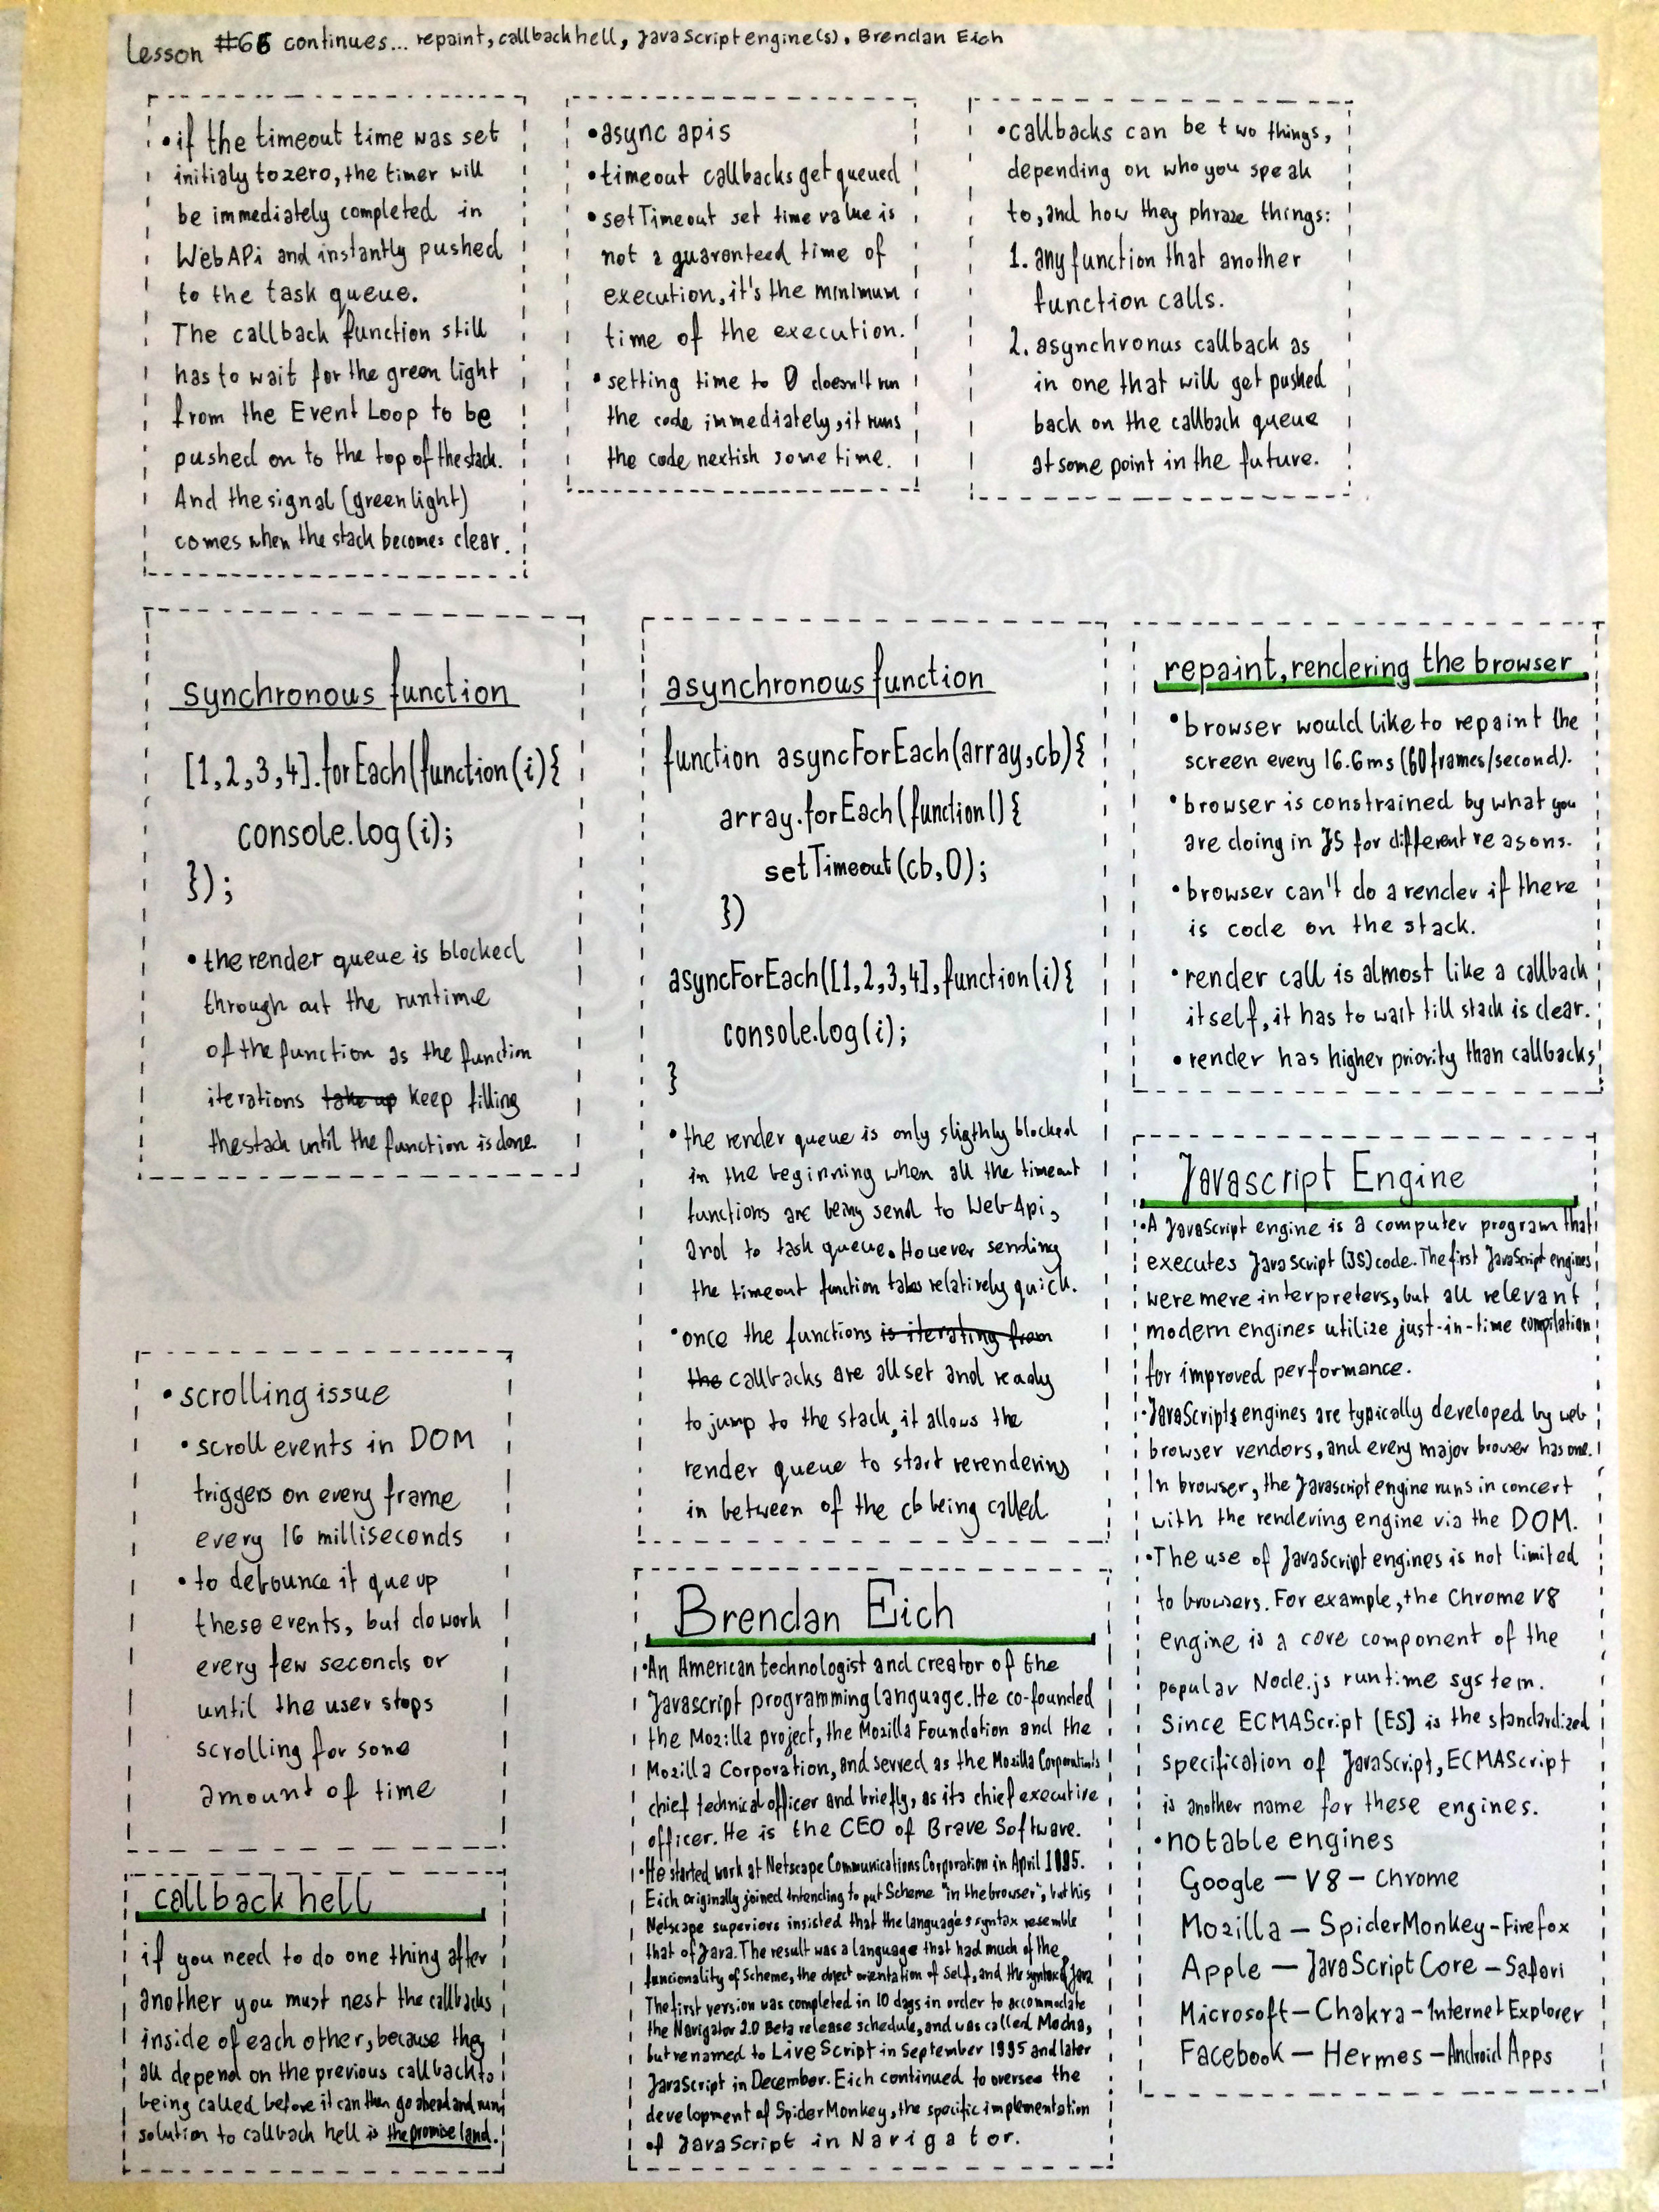 Lesson #66 continues... repaint, callback hell, JavaScript engine(s), Brendan Eich
• if the timeout time was set
initialy to zero, the timer will
be immediately completed in
WebAPi and instantly pushed
to the task queue.
The callback function still
has to wait for the green light
from the Event Loop to be
pushed on to the top of the stack.
And the signal (green light)
comes when the stack becomes clear.
• async apis
• timeout callbacks get queued
• setTimeout set time value is
not a guaronteed time of
execution, it's the minimum
time of the execution.
• setting time to 0 doesn't run
the code immediately, it runs
the code nextish some time.
• callbacks can be two things,
depending on who you speak
to, and how they phrase things:
1. any function that another
function calls.
2. asynchronus callback as
in one that will get pushed
back on the callback queue
at some point in the future.
synchronous function
[1,2,3,4].forEach(function(i){
console.log(i);
});
• the render queue is blocked
through out the runtime
of the function as the function
iterations take up keep filling
the stack until the function is done.
asynchronous function
function asyncForEach(array,cb){
array.forEach(function(){
setTimeout(cb,0);
})
asyncForEach([1,2,3,4],function(i){
console.log(i);
}
• the render queue is only sligthly blocked
in the beginning when all the timeout
functions are being send to WebApi,
and to task queue. However sending
the timeout function takes relatively quick.
• once the functions is iterating from
the callbacks are all set and ready
to jump to the stack, it allows the
render queue to start rerendering
in between of the cb being called
repaint, rendering the browser
• browser would like to repaint the
screen every 16.6ms (60 frames/second).
• browser is constrained by what you
are doing in JS for different reasons.
• browser can't do a render if there
is code on the stack.
• render call is almost like a callback
itself, it has to wait till stack is clear.
• render has higher priority than callbacks
Javascript Engine
• A JavaScript engine is a computer program that
executes JavaScript (JS) code. The first JavaScript engines
were mere interpreters, but all relevant
modern engines utilize just-in-time compilation
for improved performance.
• JavaScripts engines are typically developed by web
browser vendors, and every major browser has one.
In browser, the Javascript engine runs in concert
with the rendering engine via the DOM.
• The use of JavaScript engines is not limited
to browsers. For example, the Chrome V8
engine is a core component of the
popular Node.js runtime system.
Since ECMAScript (ES) is the standardized
specification of JavaScript, ECMAScript
is another name for these engines.
• notable engines
Google — V8 — Chrome
Mozilla — SpiderMonkey — Firefox
Apple — JavaScriptCore — Safari
Microsoft — Chakra — Internet Explorer
Facebook — Hermes — Android Apps
• scrolling issue
• scroll events in DOM
triggers on every frame
every 16 milliseconds
• to debounce it que up
these events, but do work
every few seconds or
until the user stops
scrolling for some
amount of time
callback hell
if you need to do one thing after
another you must nest the callbacks
inside of each other, because they
all depend on the previous callback to
being called before it can then go ahead and run;
solution to callback hell is the promise land.
Brendan Eich
• An American technologist and creator of the
Javascript programming language. He co-founded
the Mozilla project, the Mozilla Foundation and the
Mozilla Corporation, and served as the Mozilla Corporation's
chief technical officer and briefly, as its chief executive
officer. He is the CEO of Brave Software.
• He started work at Netscape Communications Corporation in April 1995.
Eich originally joined intending to put Scheme "in the browser", but his
Netscape superiors insisted that the language's syntax resemble
that of Java. The result was a language that had much of the
funcionality of Scheme, the object orientation of Self, and the syntax of Java
The first version was completed in 10 days in order to accommodate
the Navigator 2.0 Beta release schedule, and was called Mocha,
but renamed to LiveScript in September 1995 and later
JavaScript in December. Eich continued to oversee the
development of SpiderMonkey, the specific implementation
of JavaScript in Navigator.